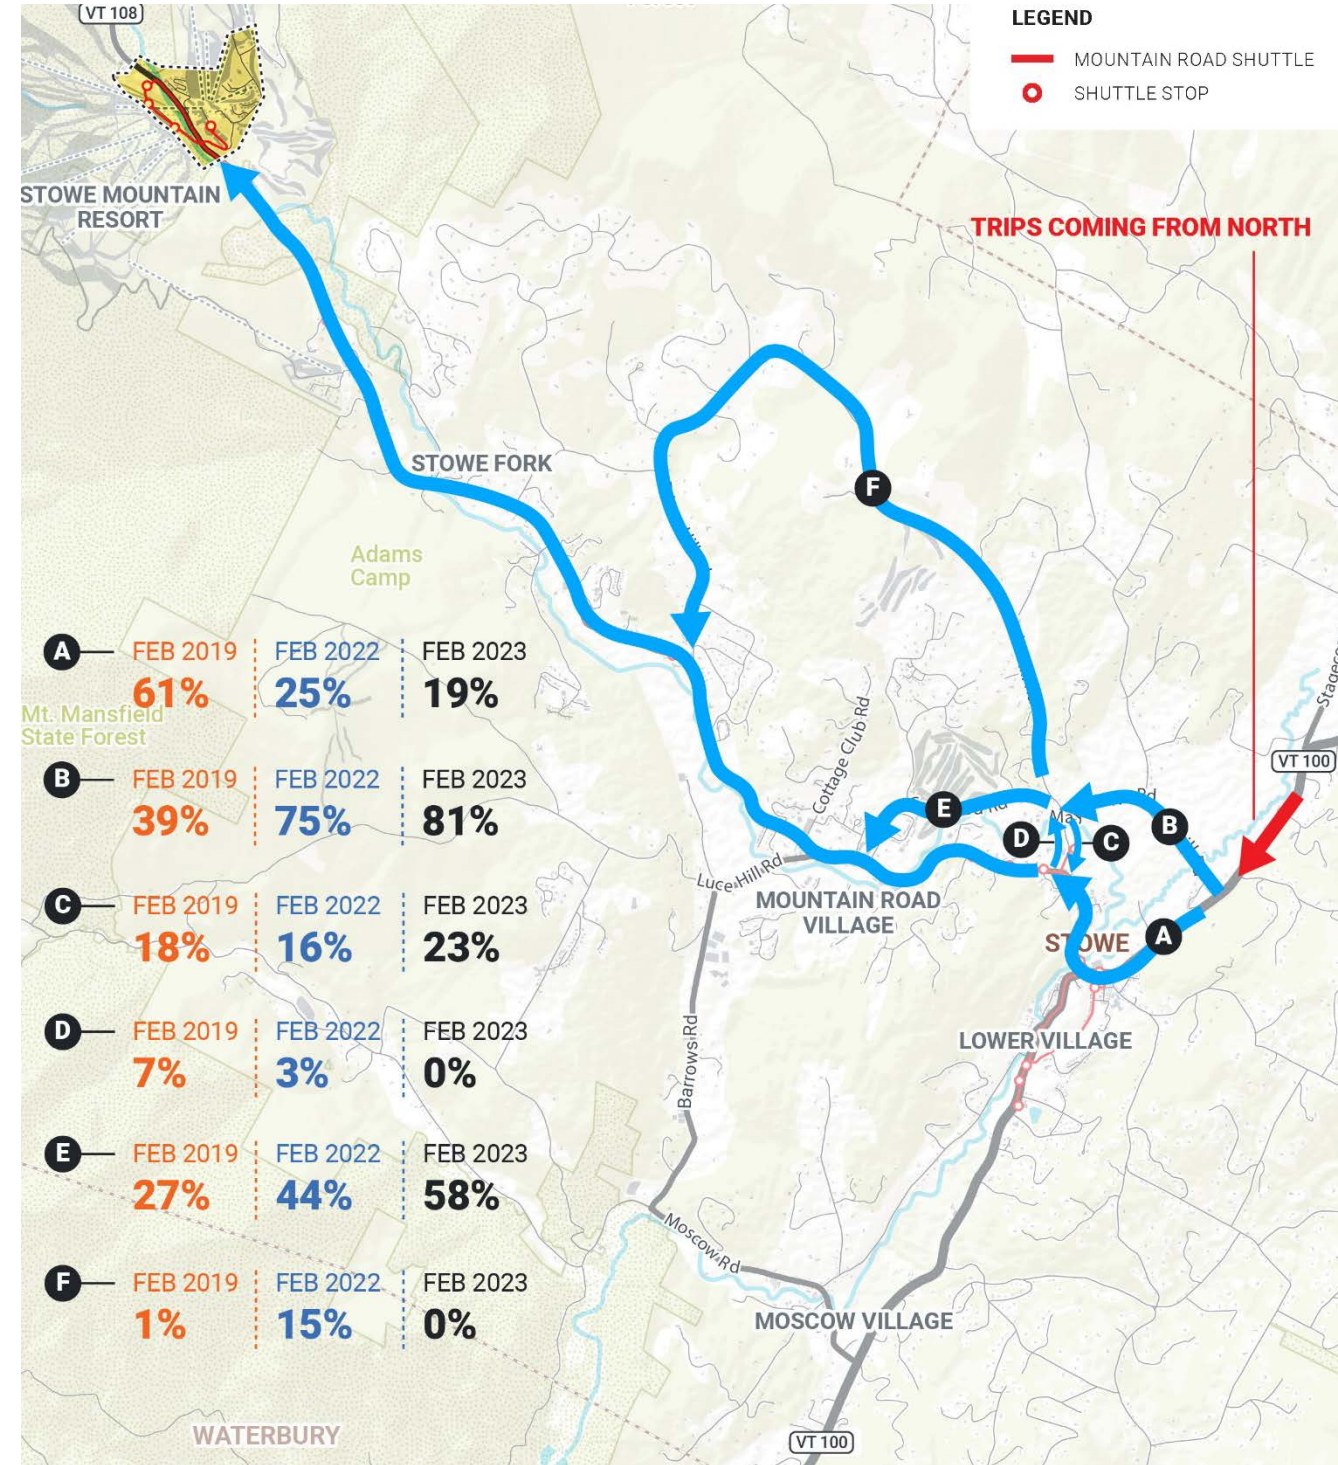 VT 108
LEGEND
MOUNTAIN ROAD SHUTTLE
SHUTTLE STOP
STOWE MOUNTAIN
RESORT
TRIPS COMING FROM NORTH
STOWE FORK
F
Adams
Camp
A
FEB 2019
FEB 2022
FEB 2023
61%
25%
19%
Mt. Mansfield
State Forest
B
FEB 2019
FEB 2022
FEB 2023
39%
75%
81%
C
FEB 2019
FEB 2022
FEB 2023
18%
16%
23%
D
FEB 2019
FEB 2022
FEB 2023
7%
3%
0%
E
FEB 2019
FEB 2022
FEB 2023
27%
44%
58%
F
FEB 2019
FEB 2022
FEB 2023
1%
15%
0%
Cottage Club Rd
VT 100
E
Rd
B
D
C
Luce Hill Rd
MOUNTAIN ROAD
VILLAGE
STOWE
A
LOWER VILLAGE
Barrows Rd
Moscow Rd
MOSCOW VILLAGE
WATERBURY
VT 100